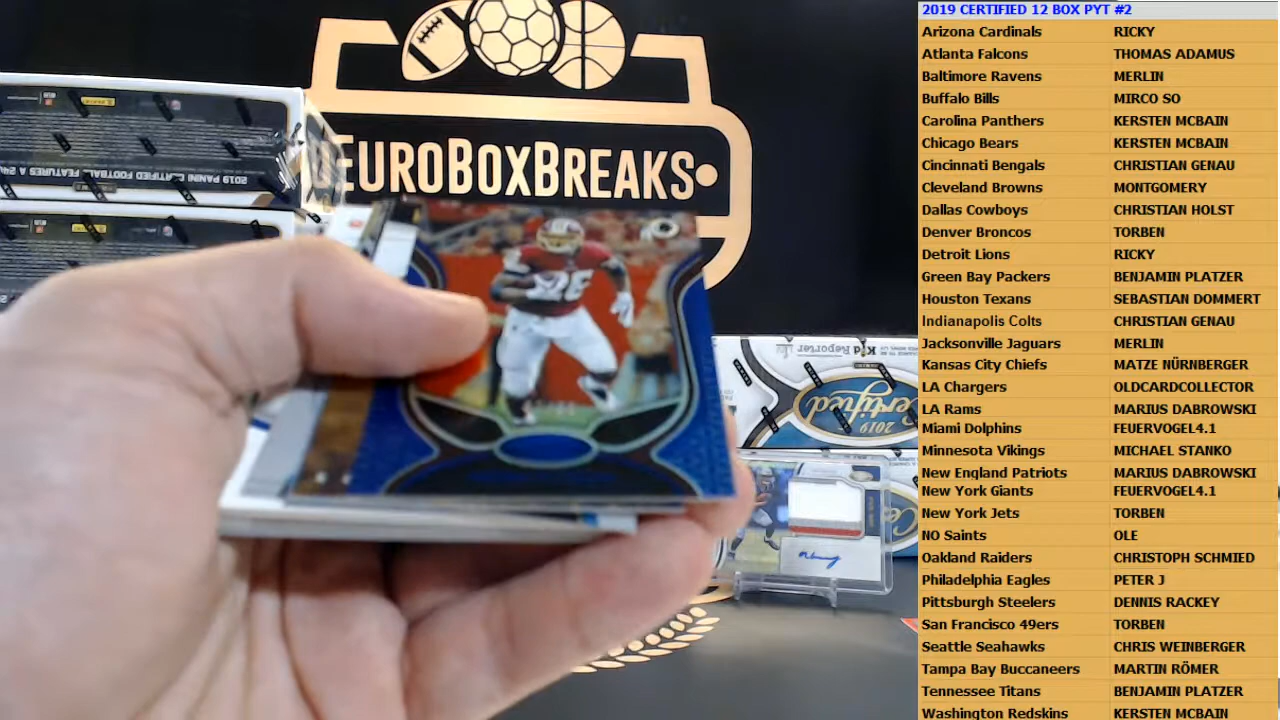 2019 CERTIFIED 12 BOX PYT #2
Arizona Cardinals RICKY
Atlanta Falcons THOMAS ADAMUS
Baltimore Ravens MERLIN
Buffalo Bills MIRCO SO
Carolina Panthers KERSTEN MCBAIN
Chicago Bears KERSTEN MCBAIN
Cincinnati Bengals CHRISTIAN GENAU
Cleveland Browns MONTGOMERY
Dallas Cowboys CHRISTIAN HOLST
Denver Broncos TORBEN
Detroit Lions RICKY
Green Bay Packers BENJAMIN PLATZER
Houston Texans SEBASTIAN DOMMERT
Indianapolis Colts CHRISTIAN GENAU
Jacksonville Jaguars MERLIN
Kansas City Chiefs MATZE NÜRNBERGER
LA Chargers OLDCARDCOLLECTOR
LA Rams MARIUS DABROWSKI
Miami Dolphins FEUERVOGEL4.1
Minnesota Vikings MICHAEL STANKO
New England Patriots MARIUS DABROWSKI
New York Giants FEUERVOGEL4.1
New York Jets TORBEN
NO Saints OLE
Oakland Raiders CHRISTOPH SCHMIED
Philadelphia Eagles PETER J
Pittsburgh Steelers DENNIS RACKEY
San Francisco 49ers TORBEN
Seattle Seahawks CHRIS WEINBERGER
Tampa Bay Buccaneers MARTIN RÖMER
Tennessee Titans BENJAMIN PLATZER
Washington Redskins KERSTEN MCBAIN
EUROBOXBREAKS
2019 PANINI CERTIFIED FOOTBALL FEATURES A
Kid Reporter
2019
Certified